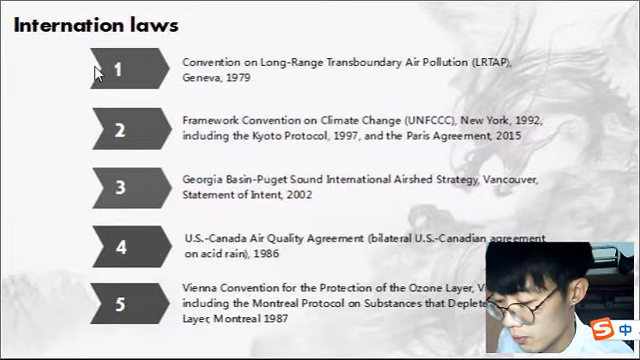 Internation laws
1
Convention on Long-Range Transboundary Air Pollution (LRTAP),
Geneva, 1979
2
Framework Convention on Climate Change (UNFCCC), New York, 1992,
including the Kyoto Protocol, 1997, and the Paris Agreement, 2015
3
Georgia Basin-Puget Sound International Airshed Strategy, Vancouver,
Statement of Intent, 2002
4
U.S.-Canada Air Quality Agreement (bilateral U.S.-Canadian agreement
on acid rain), 1986
5
Vienna Convention for the Protection of the Ozone Layer,
including the Montreal Protocol on Substances that Deplete
Layer, Montreal 1987
S 中